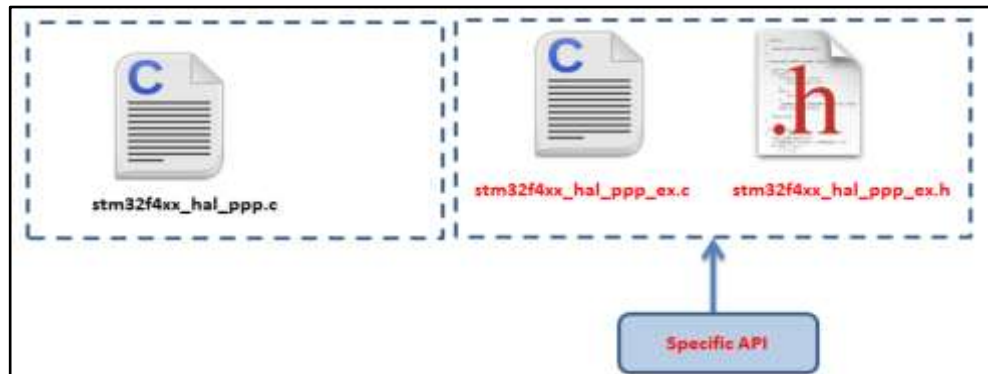 C
C
.h
stm32f4xx_hal_ppp.c
stm32f4xx_hal_ppp_ex.c
stm32f4xx_hal_ppp_ex.h
Specific API